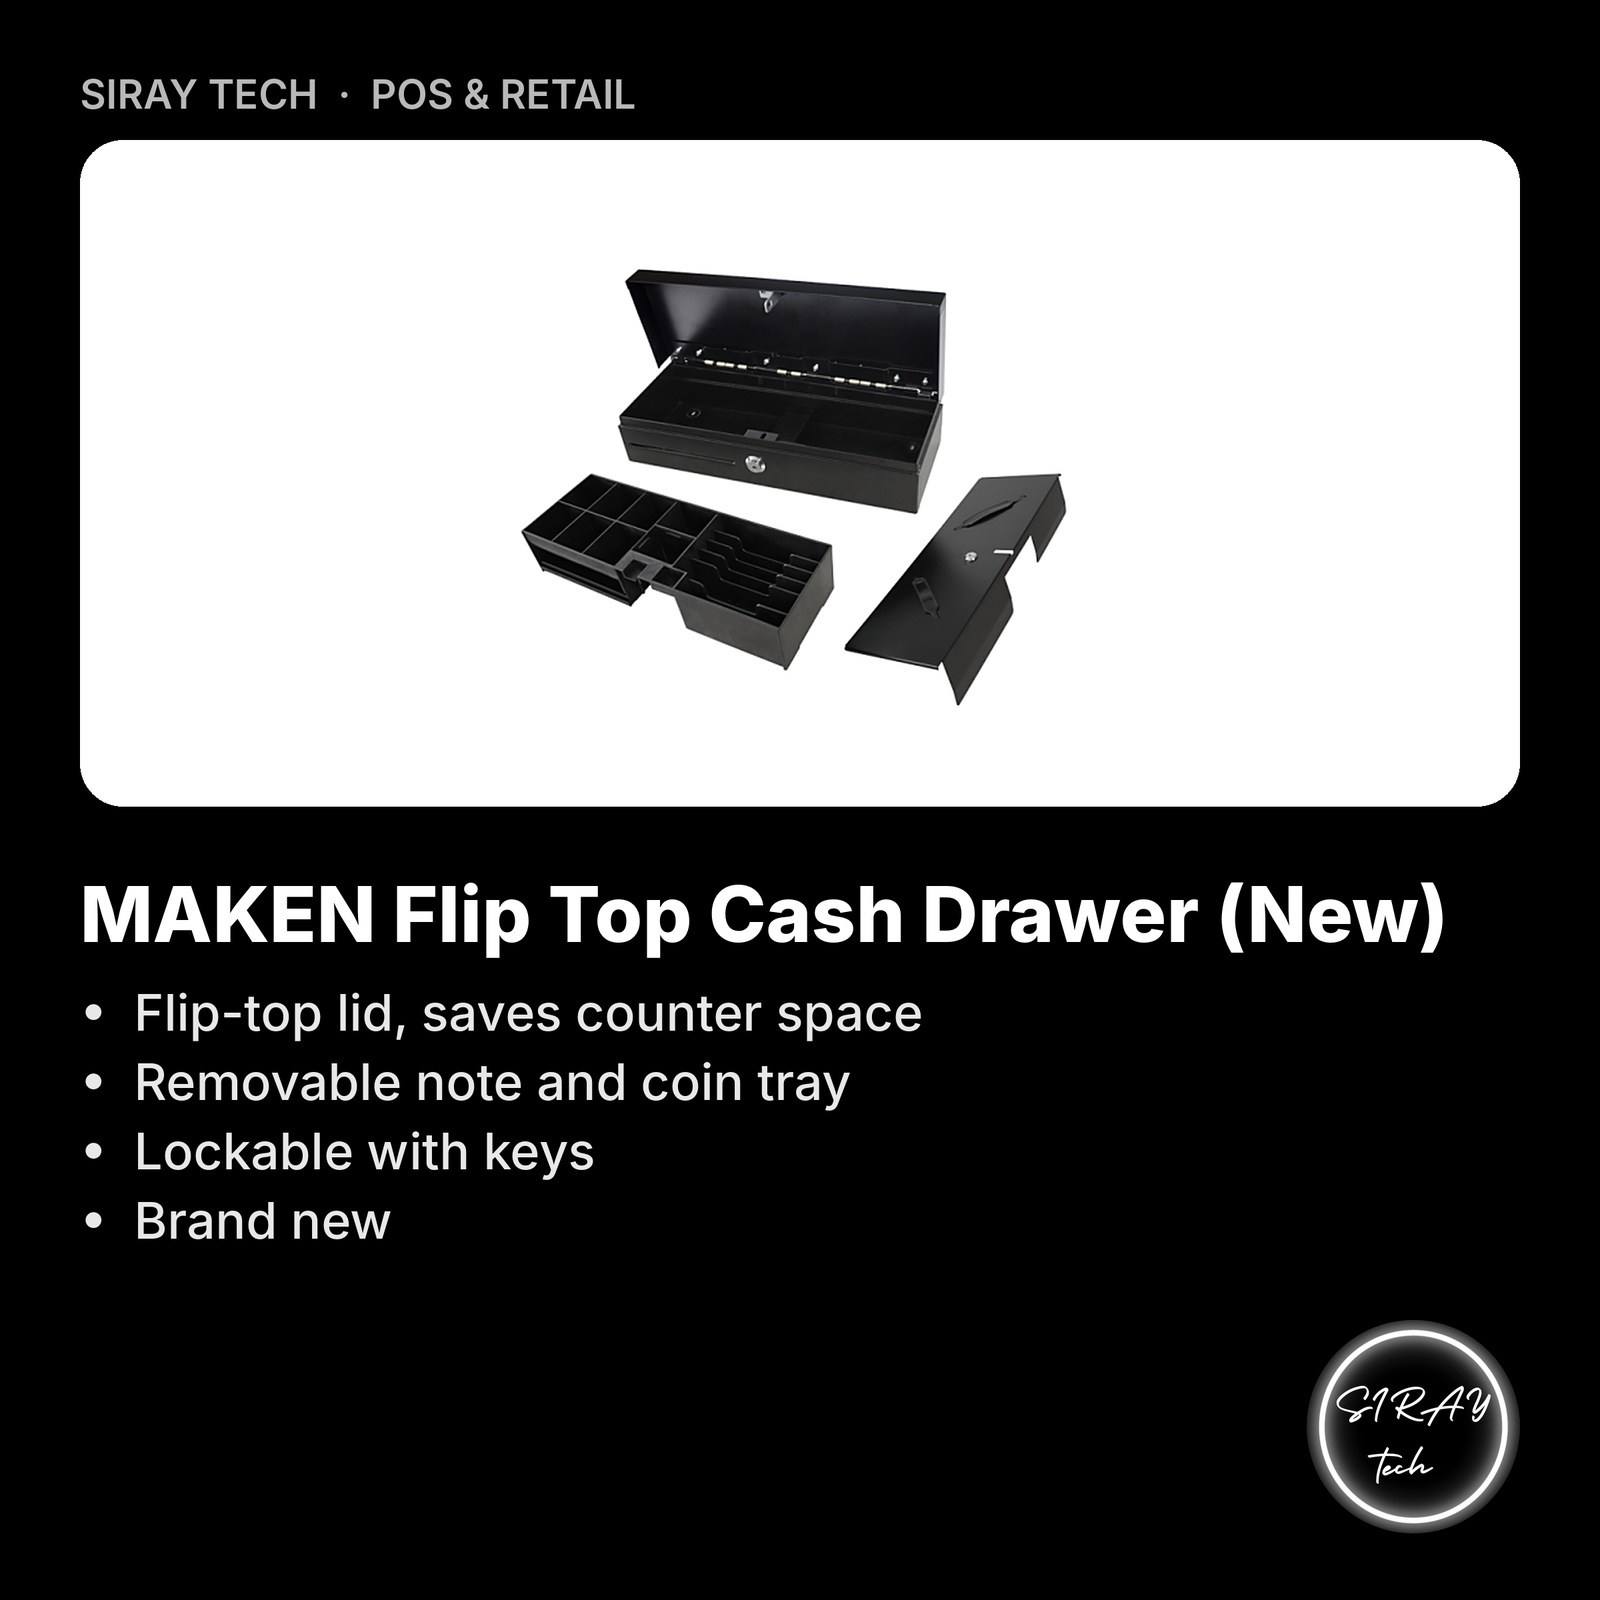 SIRAY TECH · POS & RETAIL
MAKEN Flip Top Cash Drawer (New)
• Flip-top lid, saves counter space
• Removable note and coin tray
• Lockable with keys
• Brand new
SIRAY
tech